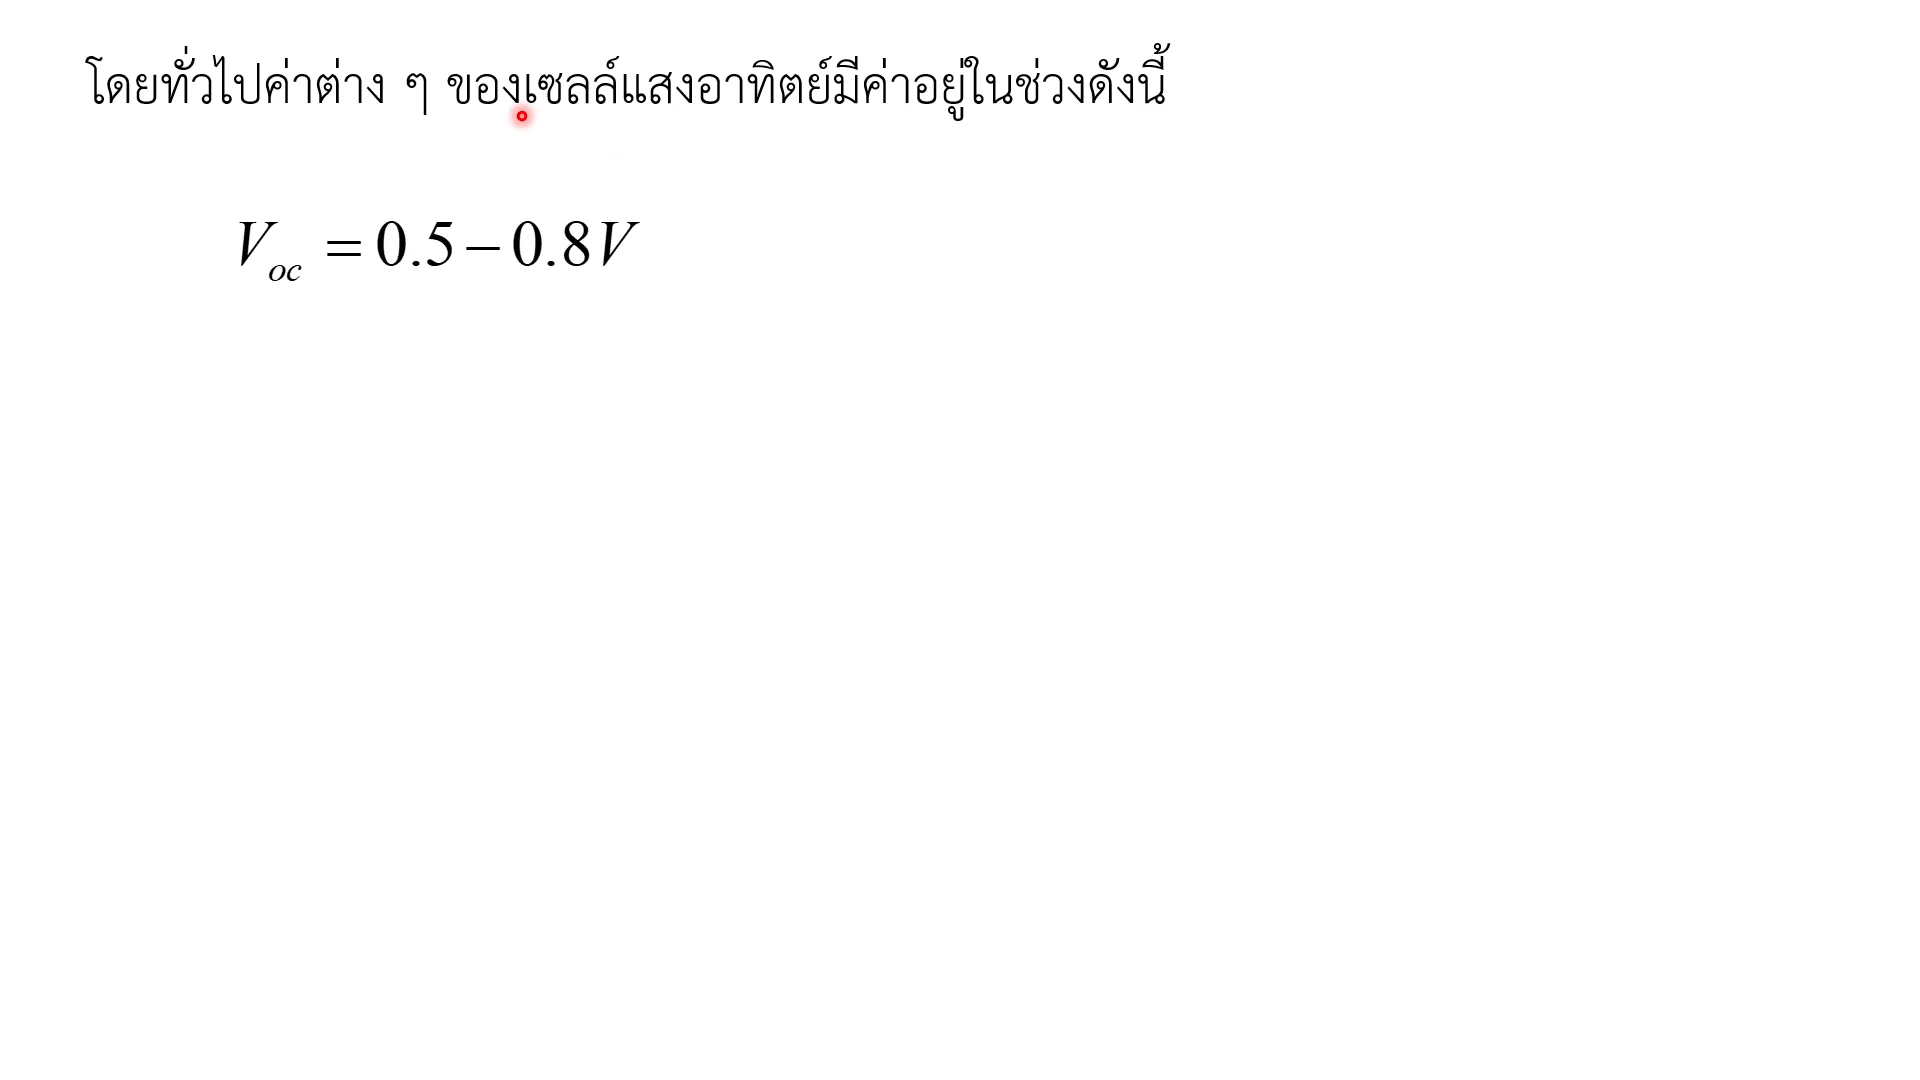 โดยทั่วไปค่าต่าง ๆ ของเซลล์แสงอาทิตย์มีค่าอยู่ในช่วงดังนี้
V_{oc} = 0.5 – 0.8V